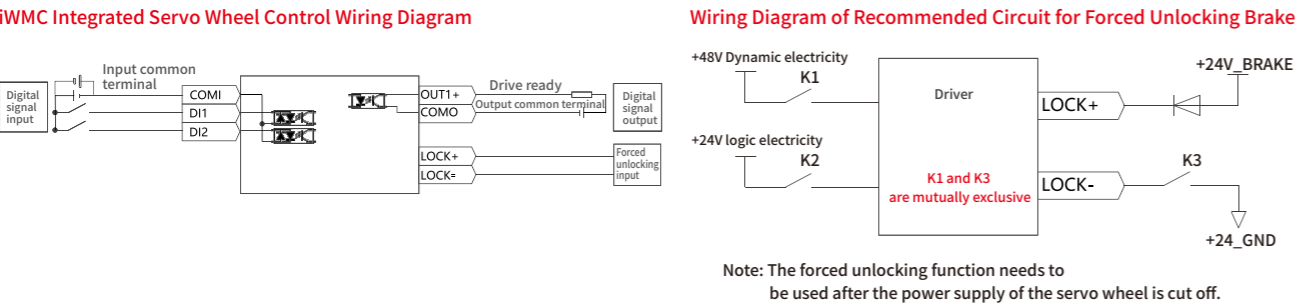 iWMC Integrated Servo Wheel Control Wiring Diagram
Digital
signal
input
Input common
terminal
COMI
DI1
DI2
OUT1+
COMO
LOCK+
LOCK=
Drive ready
Output common terminal
Digital
signal
output
Forced
unlocking
input
Wiring Diagram of Recommended Circuit for Forced Unlocking Brake
+48V Dynamic electricity
K1
+24V logic electricity
K2
Driver
K1 and K3
are mutually exclusive
LOCK+
LOCK-
+24V_BRAKE
K3
+24_GND
Note: The forced unlocking function needs to
be used after the power supply of the servo wheel is cut off.